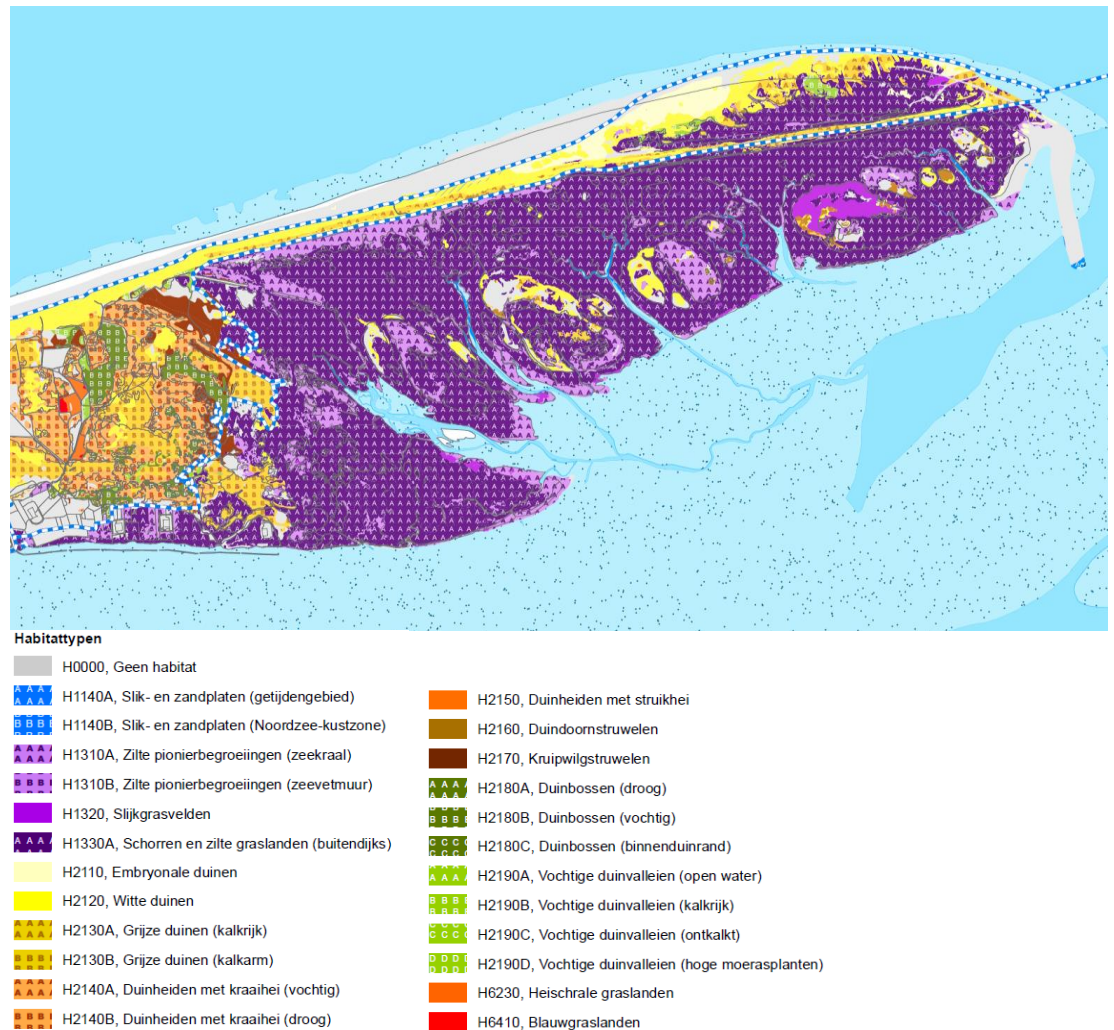 Habitattypen
H0000, Geen habitat
H1140A, Slik- en zandplaten (getijdengebied)
H1140B, Slik- en zandplaten (Noordzee-kustzone)
H1310A, Zilte pionierbegroeiingen (zeekraal)
H1310B, Zilte pionierbegroeiingen (zeevetmuur)
H1320, Slijkgrasvelden
H1330A, Schorren en zilte graslanden (buitendijks)
H2110, Embryonale duinen
H2120, Witte duinen
H2130A, Grijze duinen (kalkrijk)
H2130B, Grijze duinen (kalkarm)
H2140A, Duinheiden met kraaihei (vochtig)
H2140B, Duinheiden met kraaihei (droog)
H2150, Duinheiden met struikhei
H2160, Duindoornstruwelen
H2170, Kruipwilgstruwelen
H2180A, Duinbossen (droog)
H2180B, Duinbossen (vochtig)
H2180C, Duinbossen (binnenduinrand)
H2190A, Vochtige duinvalleien (open water)
H2190B, Vochtige duinvalleien (kalkrijk)
H2190C, Vochtige duinvalleien (ontkalkt)
H2190D, Vochtige duinvalleien (hoge moerasplanten)
H6230, Heischrale graslanden
H6410, Blauwgraslanden